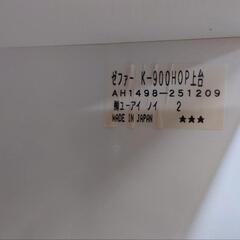 ゼファー K-900HOP上台
AH1498-251209
㈱ユーアイ ノイ 2
MADE IN JAPAN ★★★